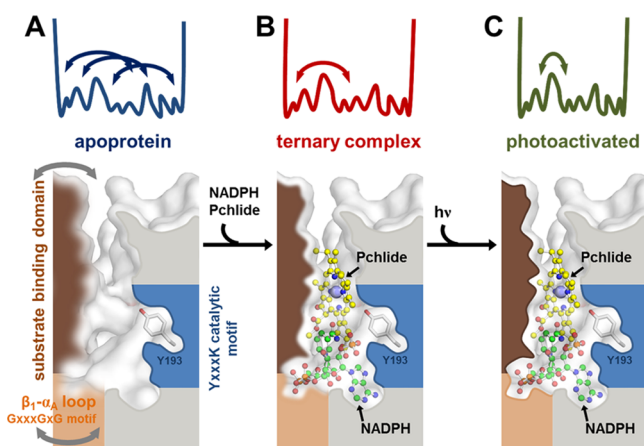 A
B
C
apoprotein
ternary complex
photoactivated
substrate binding domain
NADPH
Pchlide
hν
Pchlide
Pchlide
YxxxK catalytic
motif
Y193
Y193
Y193
β1-αA loop
GxxxGxG motif
NADPH
NADPH